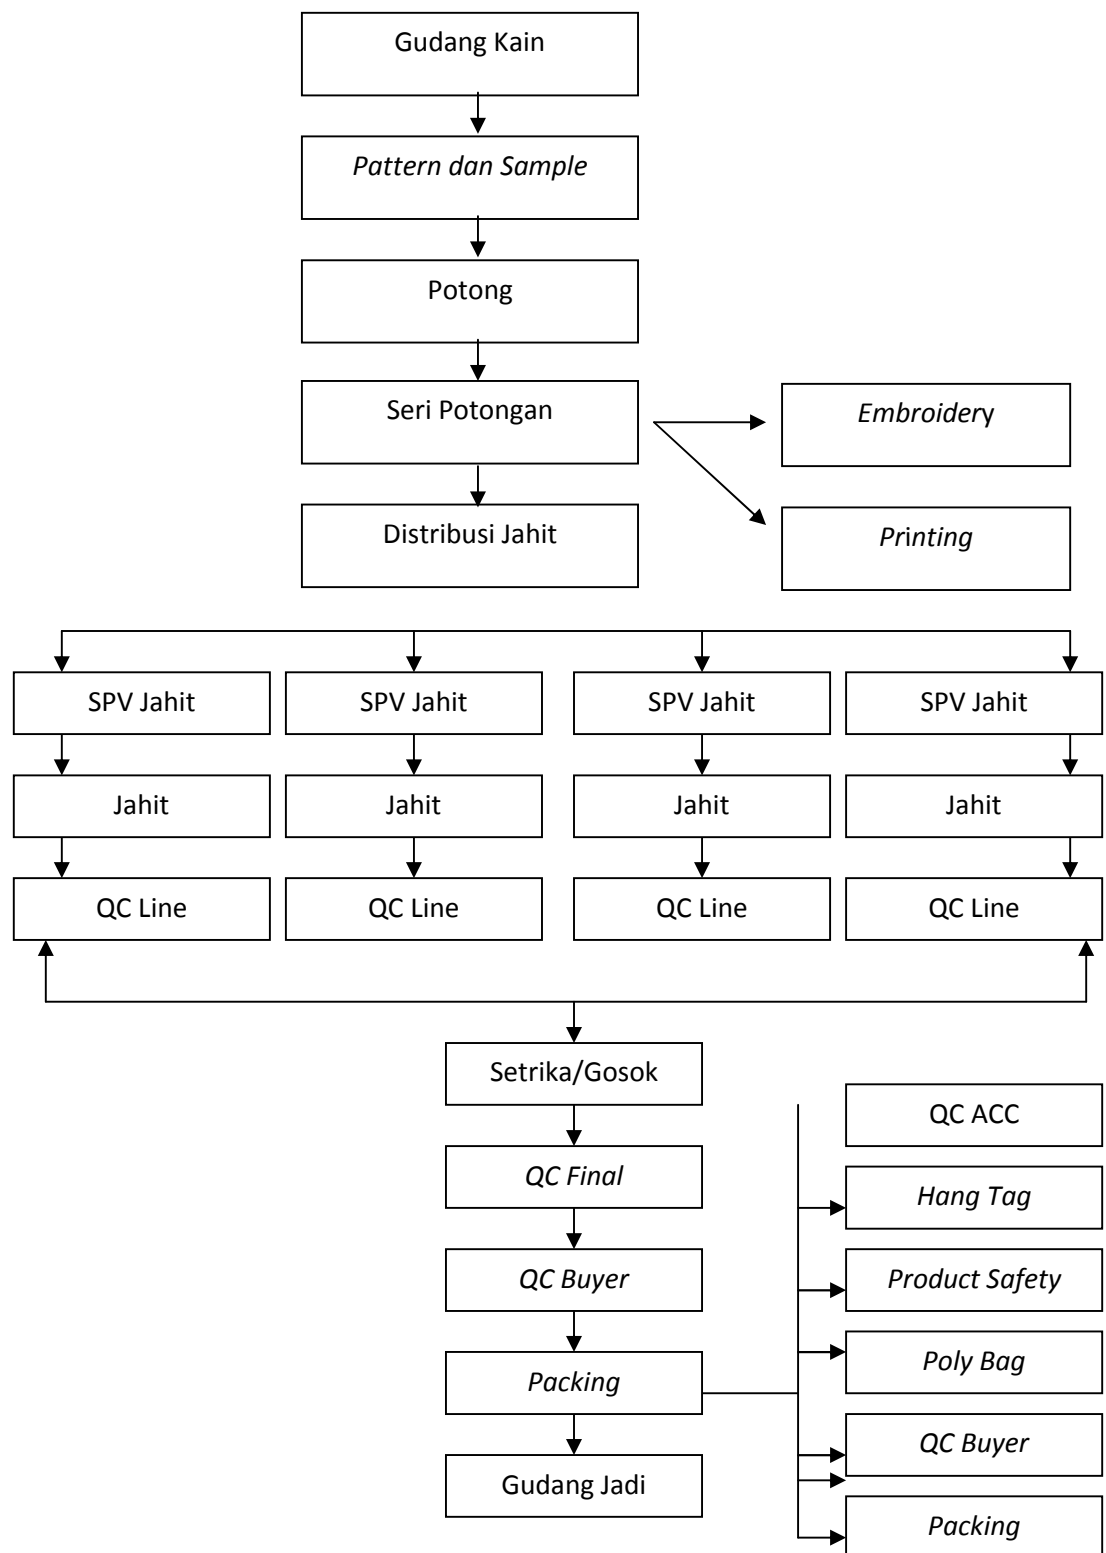 Gudang Kain
Pattern dan Sample
Potong
Seri Potongan
Embroidery
Distribusi Jahit
Printing
SPV Jahit
SPV Jahit
SPV Jahit
SPV Jahit
Jahit
Jahit
Jahit
Jahit
QC Line
QC Line
QC Line
QC Line
Setrika/Gosok
QC Final
QC Buyer
Packing
Gudang Jadi
QC ACC
Hang Tag
Product Safety
Poly Bag
QC Buyer
Packing